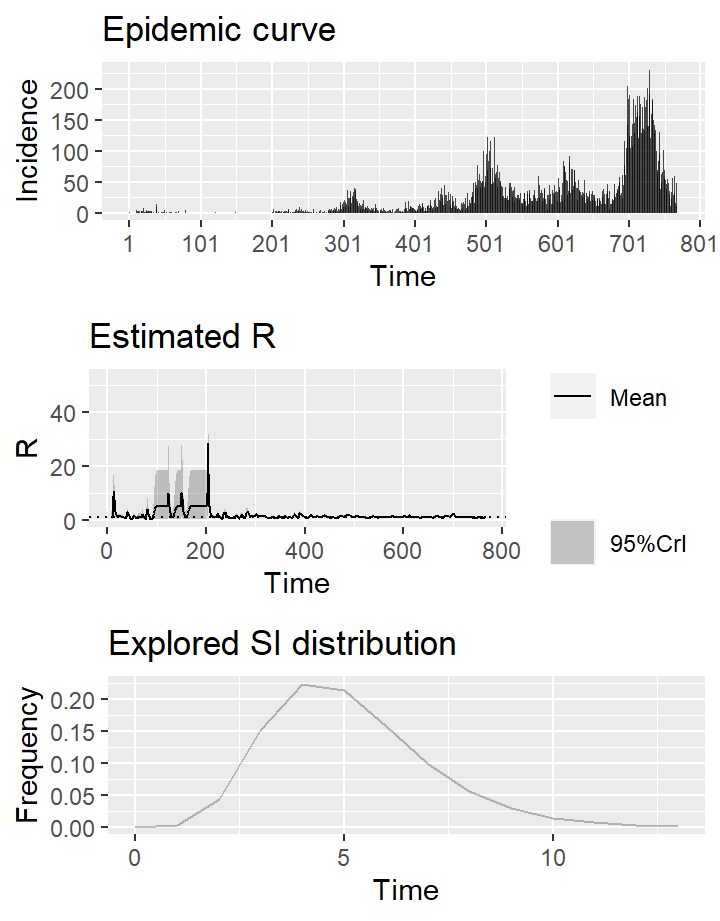 Epidemic curve
Incidence
200
150
100
50
0
1 101 201 301 401 501 601 701 801
Time
Estimated R
R
40
20
0
0 200 400 600 800
Time
Mean
95%CrI
Explored SI distribution
Frequency
0.20
0.15
0.10
0.05
0.00
0 5 10
Time